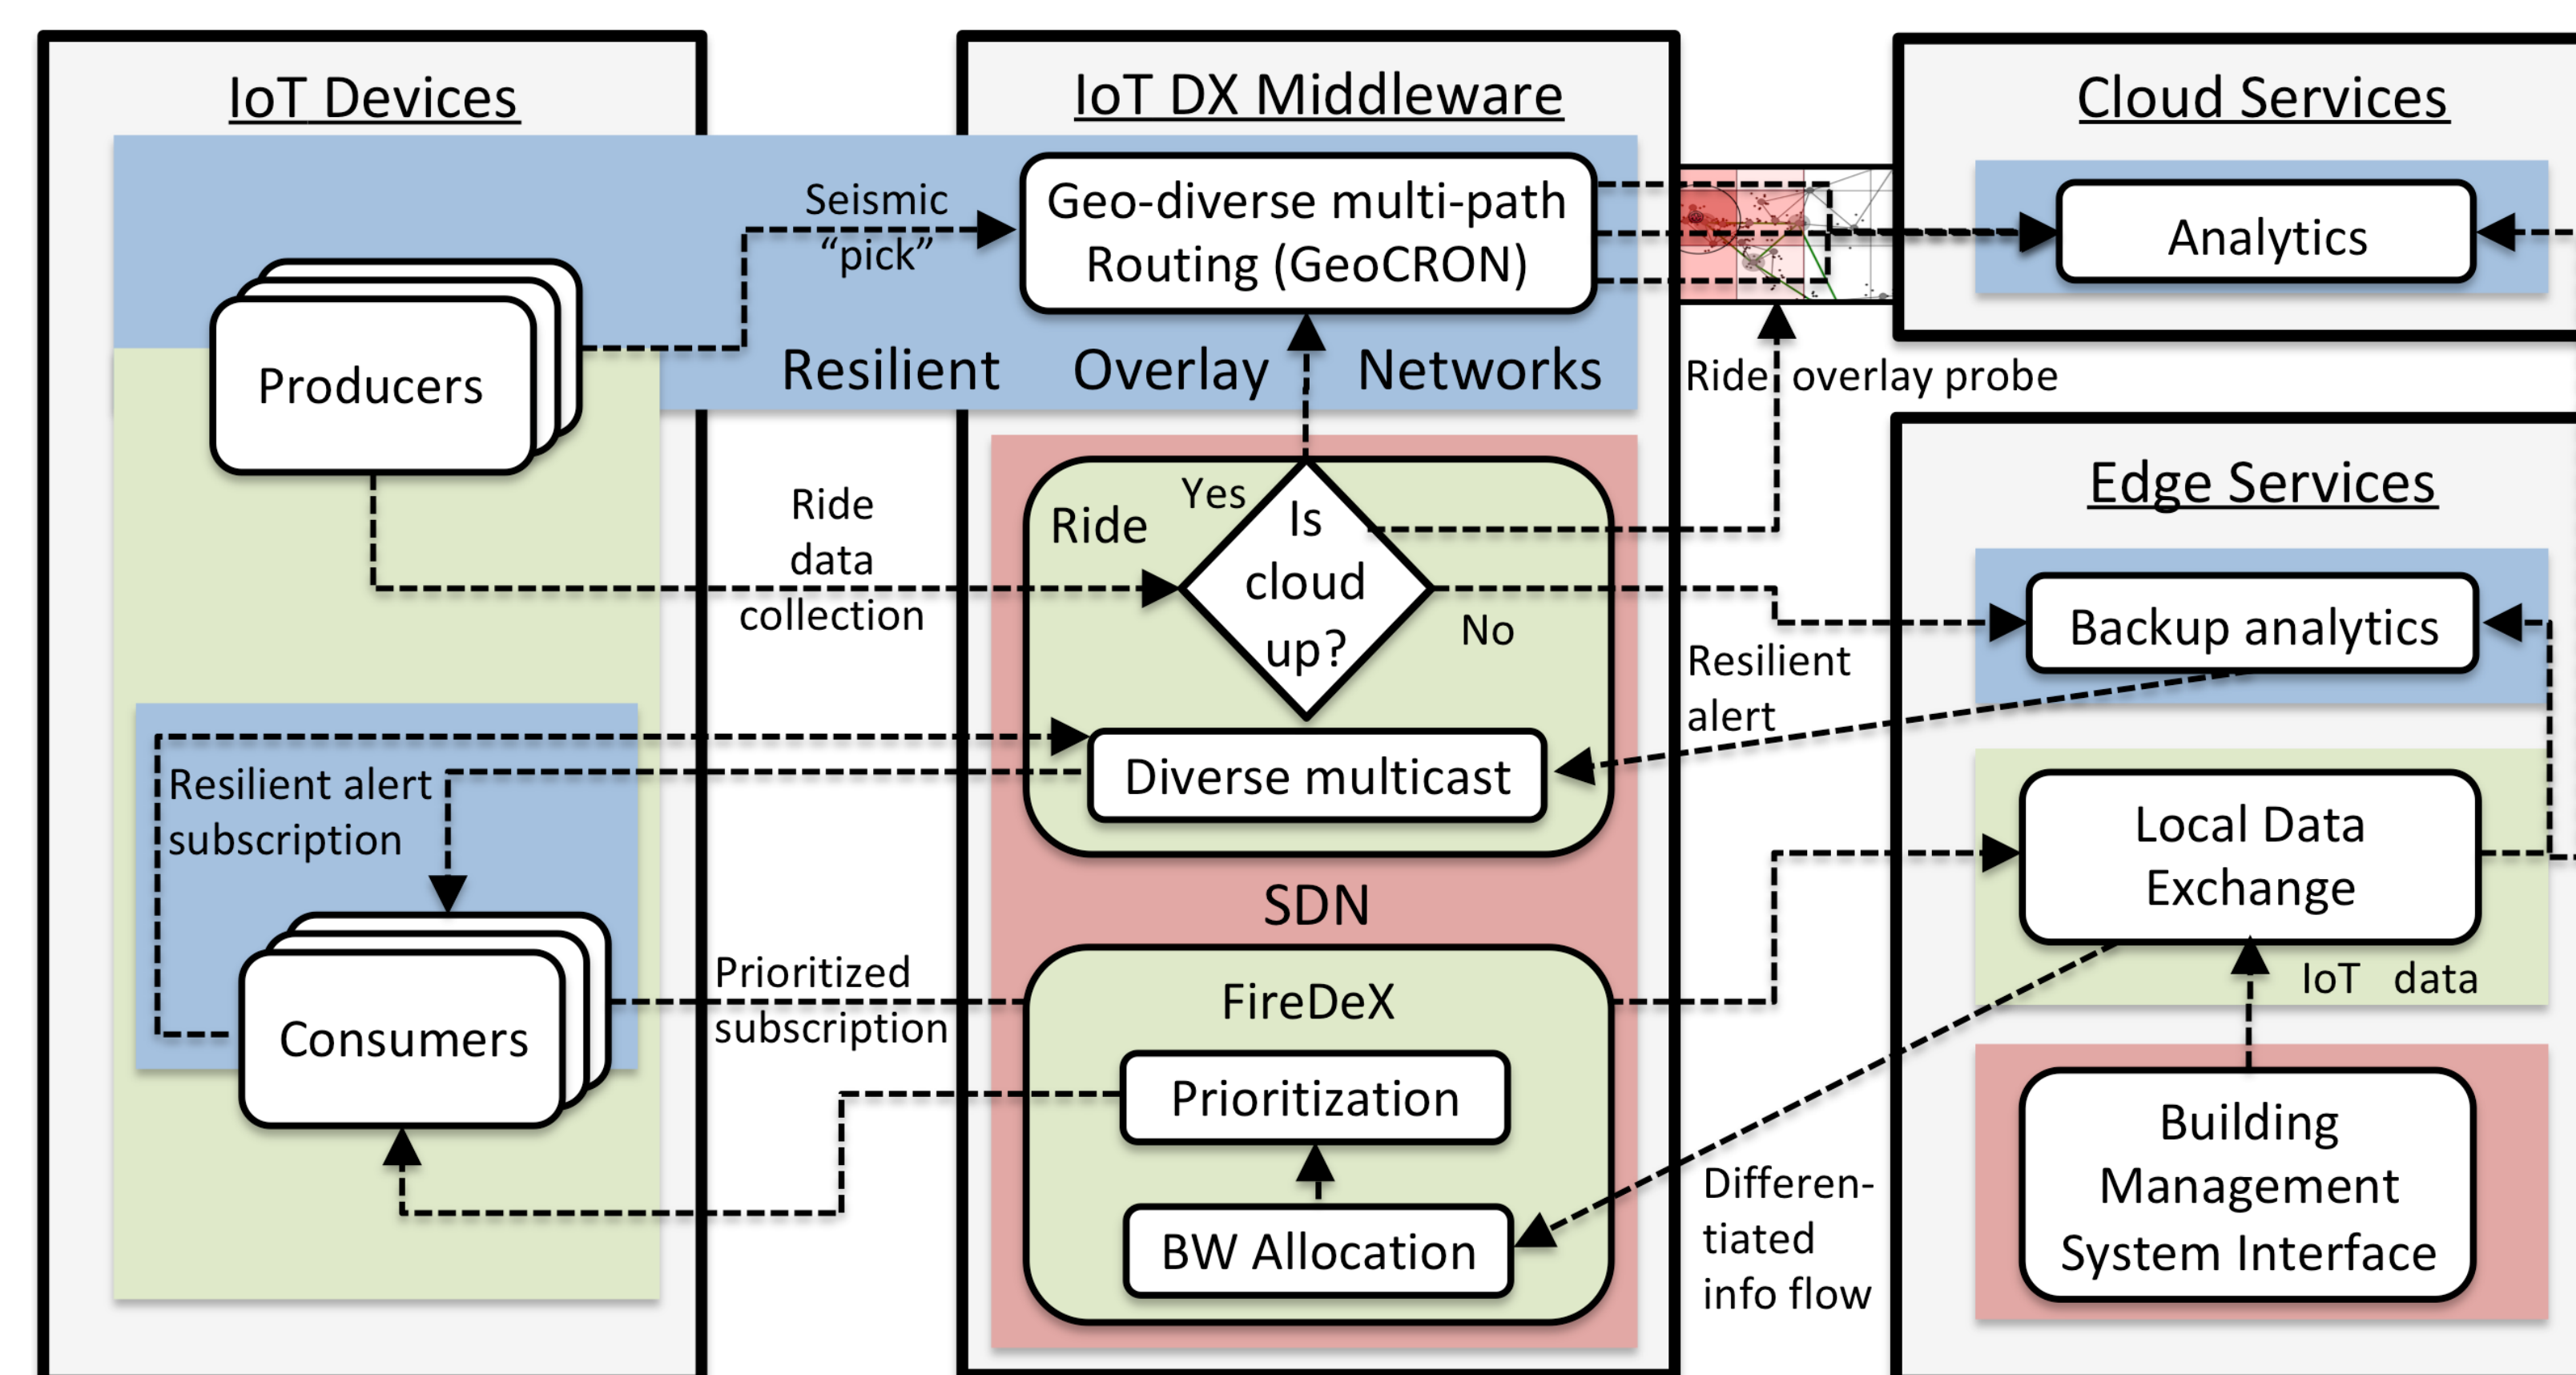 IoT Devices
Seismic
“pick”
Producers
Resilient Overlay Networks
Ride
data
collection
Resilient alert
subscription
Consumers
Prioritized
subscription
IoT DX Middleware
Geo-diverse multi-path
Routing (GeoCRON)
Ride
Yes
Is
cloud
up?
No
Diverse multicast
SDN
FireDeX
Prioritization
BW Allocation
Ride overlay probe
Resilient
alert
Differen-
tiated
info flow
Cloud Services
Analytics
Edge Services
Backup analytics
Local Data
Exchange
IoT data
Building
Management
System Interface